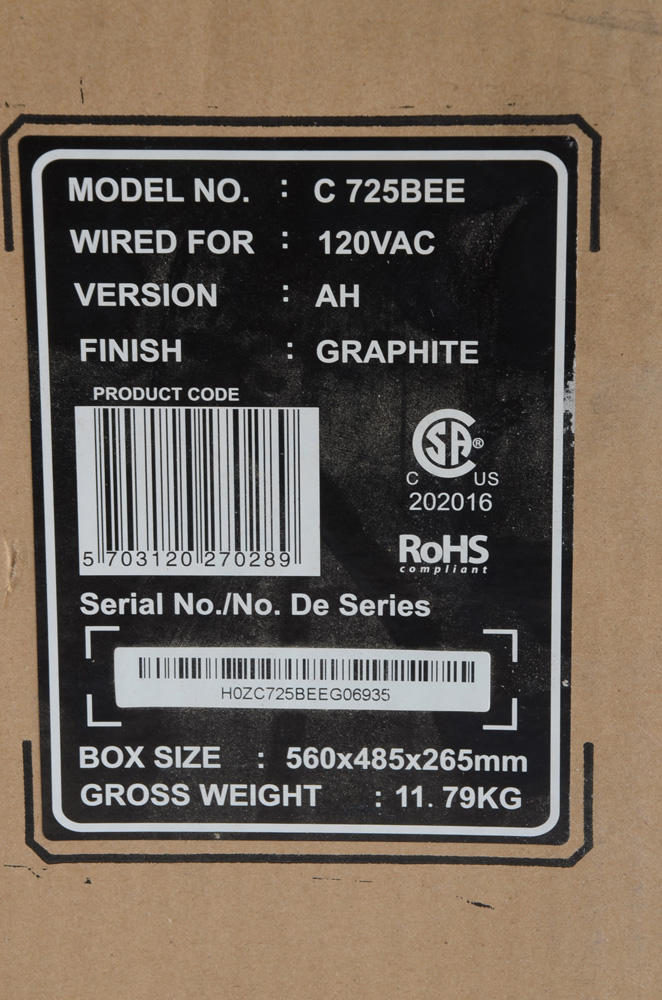 MODEL NO. : C 725BEE
WIRED FOR : 120VAC
VERSION : AH
FINISH : GRAPHITE
PRODUCT CODE
5 703120 270289
CSA®
C US
202016
RoHS
compliant
Serial No./No. De Series
H0ZC725BEEG06935
BOX SIZE : 560x485x265mm
GROSS WEIGHT : 11. 79KG